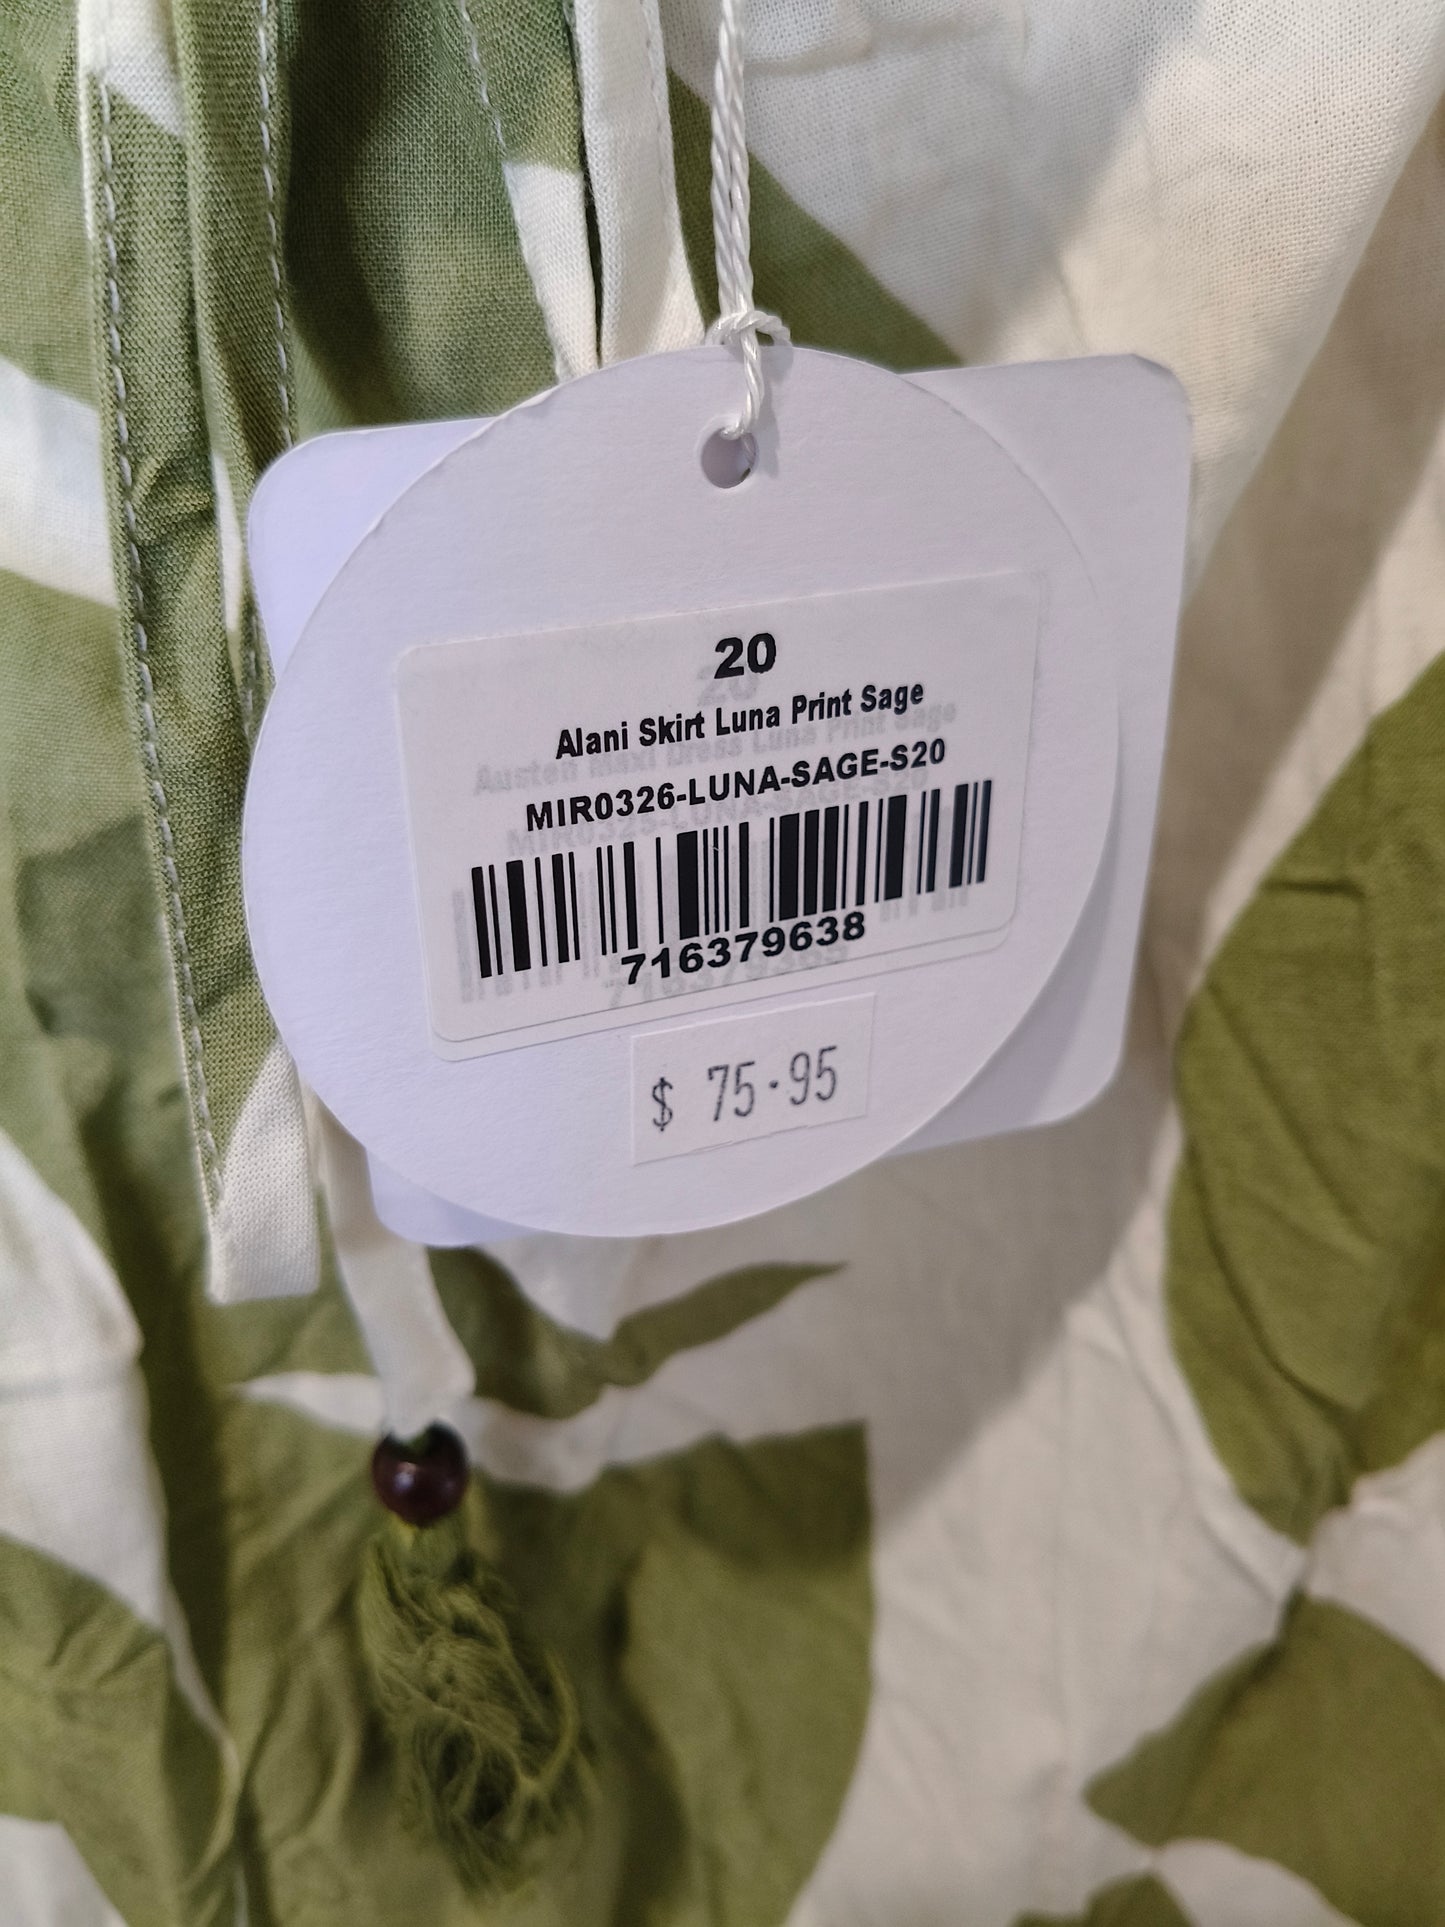 20
Alani Skirt Luna Print Sage
MIR0326-LUNA-SAGE-S20
716379638
$ 75.95